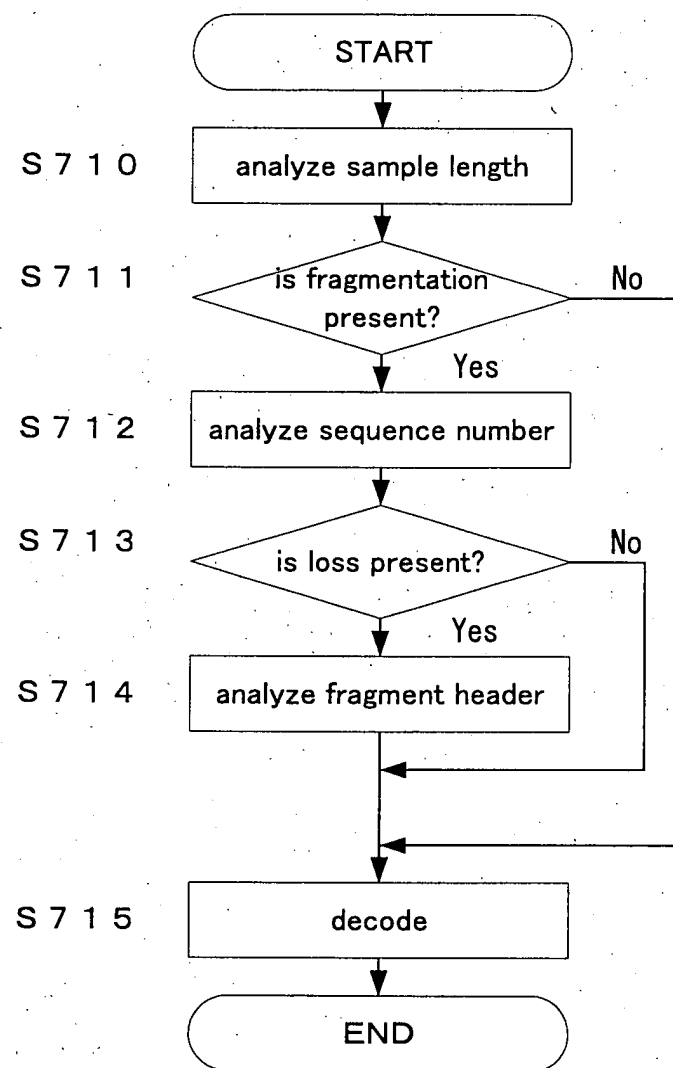 START
S710
analyze sample length
S711
is fragmentation
present?
No
Yes
S712
analyze sequence number
S713
is loss present?
No
Yes
S714
analyze fragment header
S715
decode
END